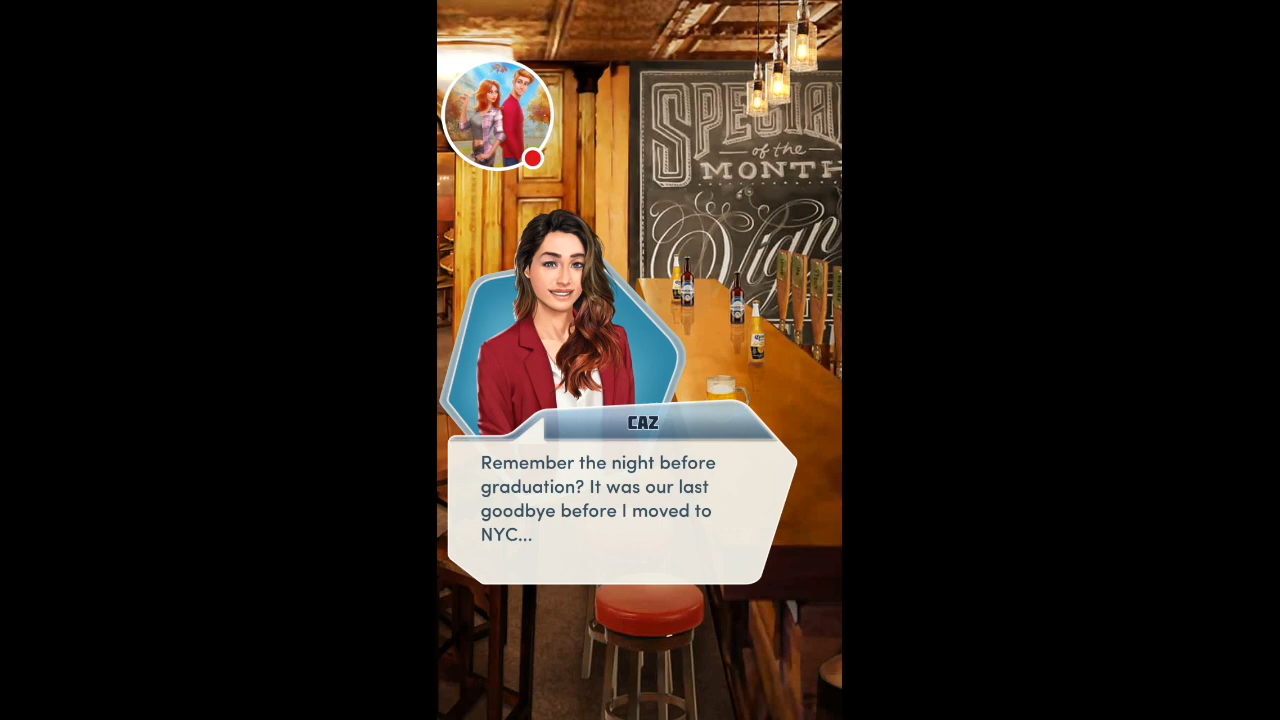 SPECIAL
of the
MONTH
CAZ
Remember the night before
graduation? It was our last
goodbye before I moved to
NYC...